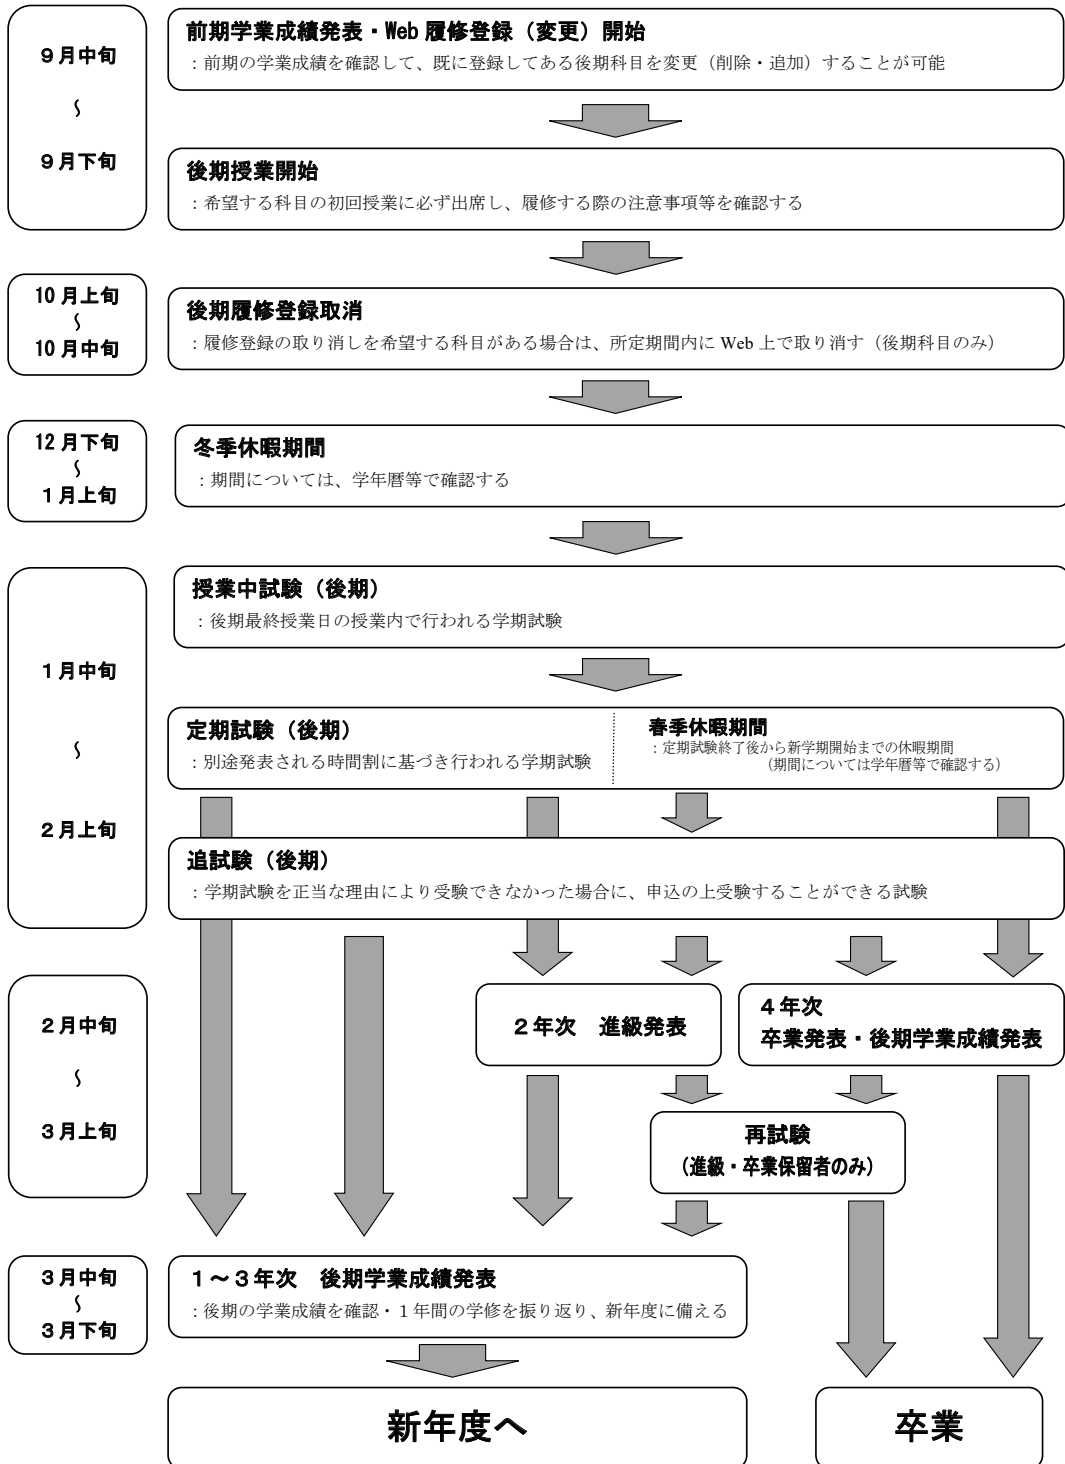 9月中旬
～
9月下旬
前期学業成績発表・Web 履修登録（変更）開始
：前期の学業成績を確認して、既に登録してある後期科目を変更（削除・追加）することが可能
後期授業開始
：希望する科目の初回授業に必ず出席し、履修する際の注意事項等を確認する
10月上旬
～
10月中旬
後期履修登録取消
：履修登録の取り消しを希望する科目がある場合は、所定期間内に Web 上で取り消す（後期科目のみ）
12月下旬
～
1月上旬
冬季休暇期間
：期間については、学年暦等で確認する
1月中旬
～
2月上旬
授業中試験（後期）
：後期最終授業日の授業内で行われる学期試験
定期試験（後期）
：別途発表される時間割に基づき行われる学期試験
春季休暇期間
：定期試験終了後から新学期開始までの休暇期間
（期間については学年暦等で確認する）
追試験（後期）
：学期試験を正当な理由により受験できなかった場合に、申込の上受験することができる試験
2月中旬
～
3月上旬
2年次　進級発表
4年次
卒業発表・後期学業成績発表
再試験
（進級・卒業保留者のみ）
3月中旬
～
3月下旬
1～3年次　後期学業成績発表
：後期の学業成績を確認・１年間の学修を振り返り、新年度に備える
新年度へ
卒業